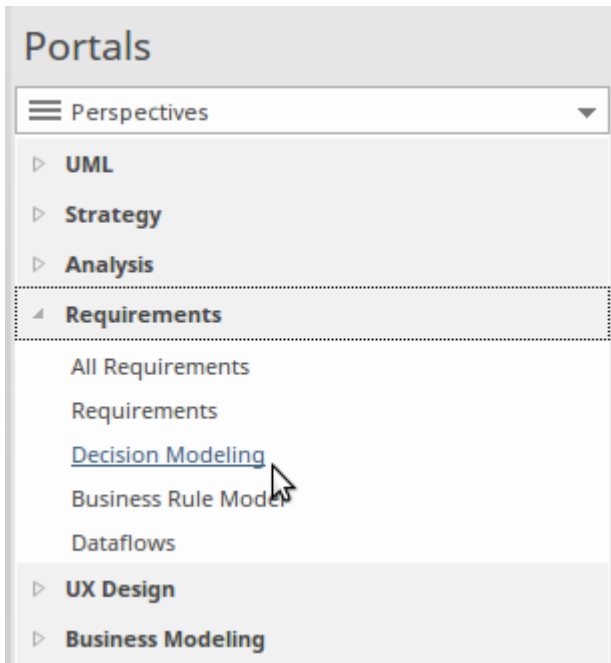 Portals
Perspectives
UML
Strategy
Analysis
Requirements
All Requirements
Requirements
Decision Modeling
Business Rule Model
Dataflows
UX Design
Business Modeling